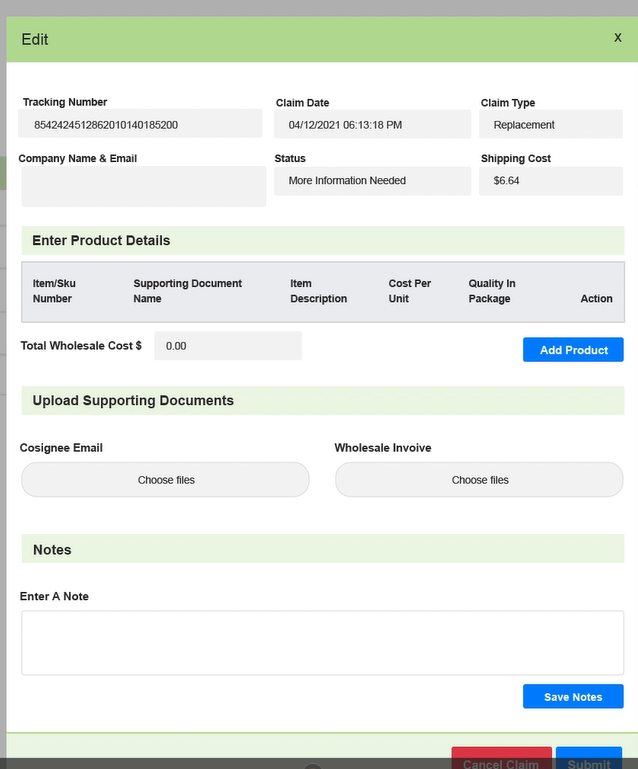 Edit X
Tracking Number Claim Date Claim Type
8542424512862010140185200 04/12/2021 06:13:18 PM Replacement
Company Name & Email Status Shipping Cost
More Information Needed $6.64
Enter Product Details
Item/Sku Supporting Document Item Cost Per Quality In
Number Name Description Unit Package Action
Total Wholesale Cost $ 0.00 Add Product
Upload Supporting Documents
Cosignee Email Wholesale Invoive
Choose files Choose files
Notes
Enter A Note
Save Notes
Cancel Claim Submit